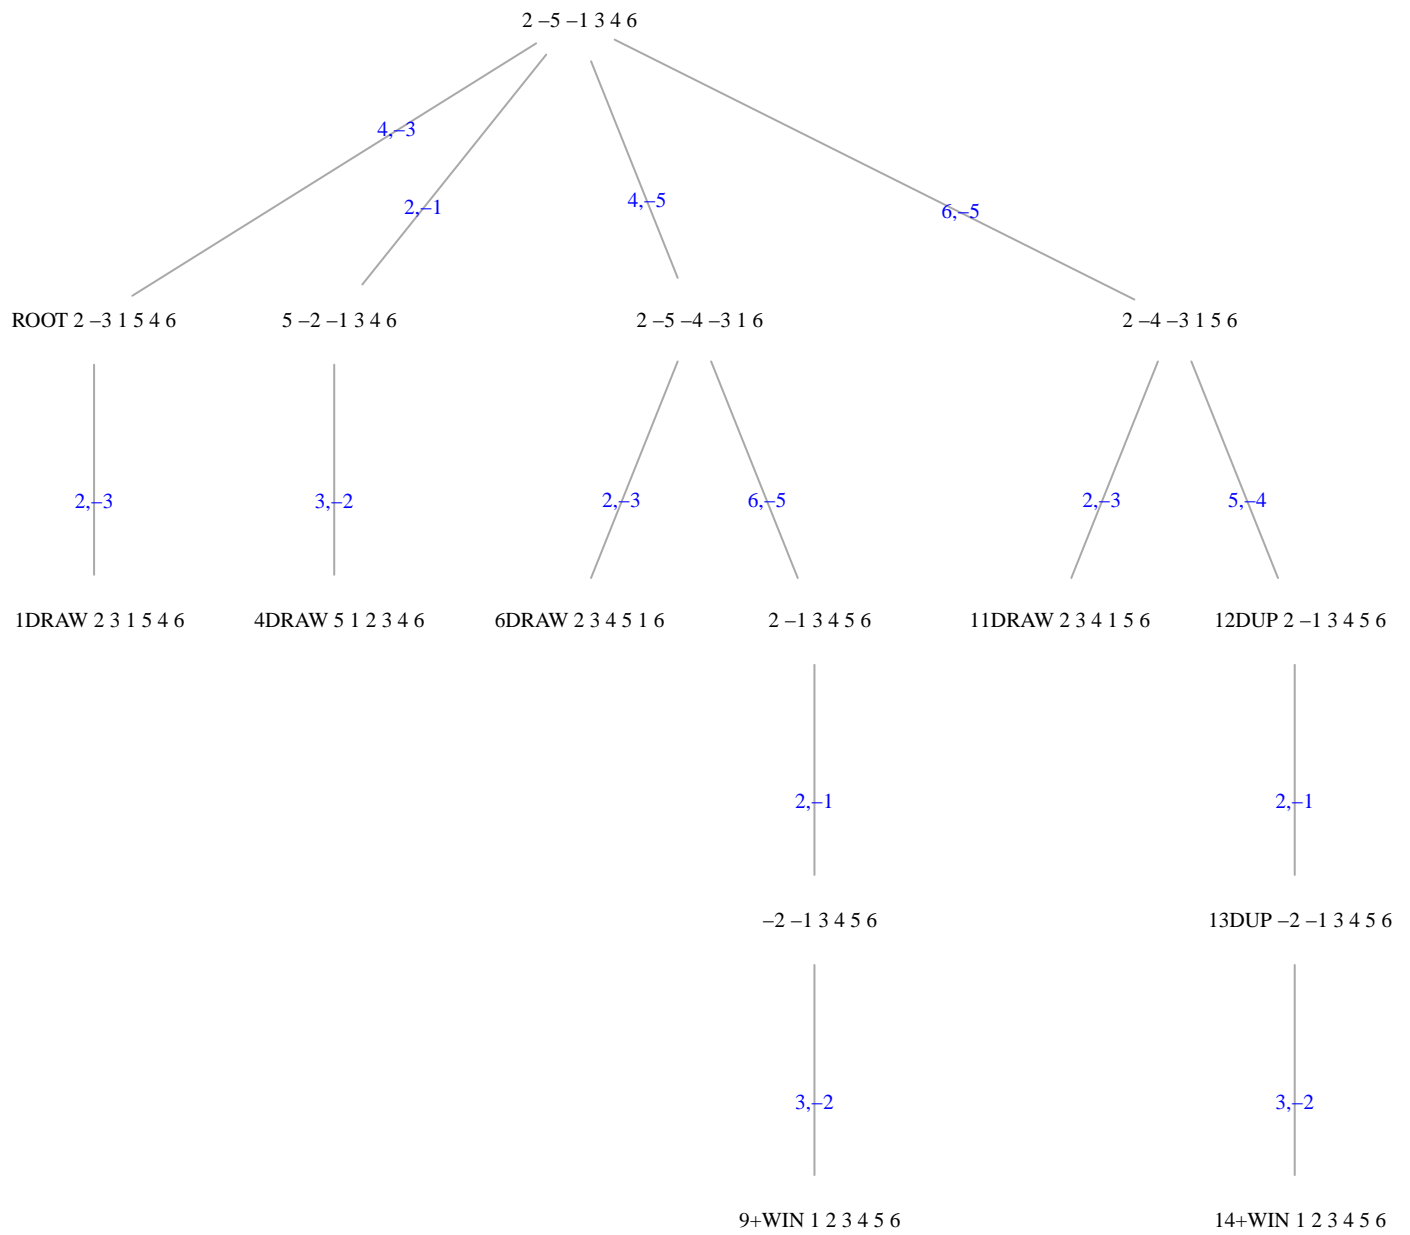 2 –5 –1 3 4 6
4,–3
2,–1
4,–5
6,–5
ROOT 2 –3 1 5 4 6
5 –2 –1 3 4 6
2 –5 –4 –3 1 6
2 –4 –3 1 5 6
2,–3
3,–2
2,–3
6,–5
2,–3
5,–4
1DRAW 2 3 1 5 4 6
4DRAW 5 1 2 3 4 6
6DRAW 2 3 4 5 1 6
2 –1 3 4 5 6
11DRAW 2 3 4 1 5 6
12DUP 2 –1 3 4 5 6
2,–1
2,–1
–2 –1 3 4 5 6
13DUP –2 –1 3 4 5 6
3,–2
3,–2
9+WIN 1 2 3 4 5 6
14+WIN 1 2 3 4 5 6